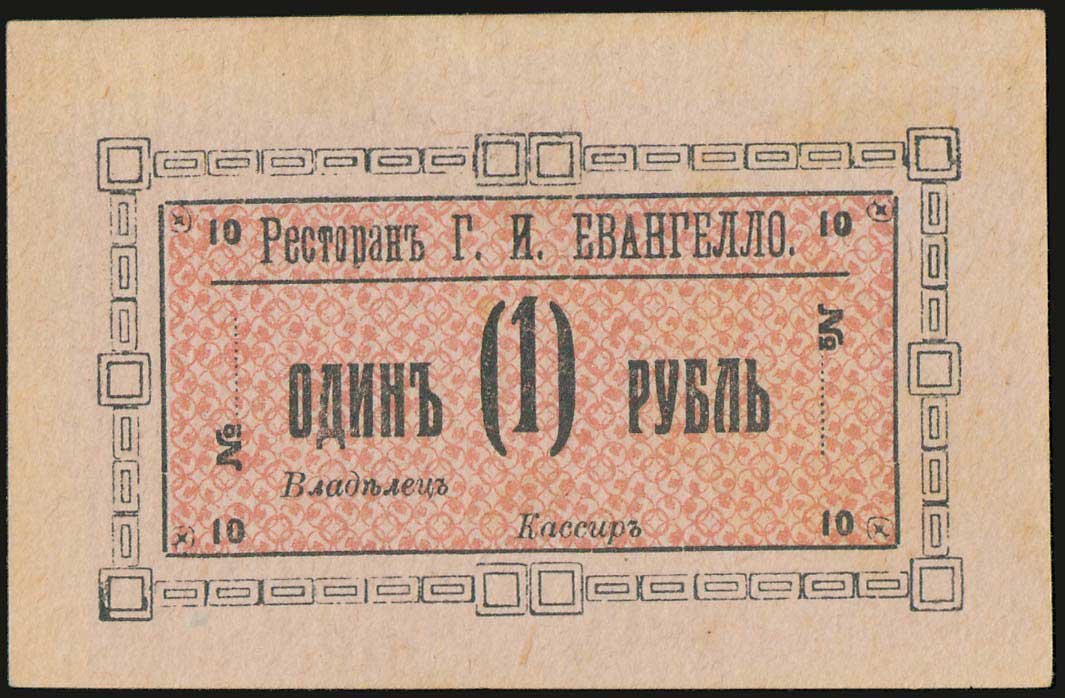 10 Ресторанъ Г. И. ЕВАНГЕЛЛО. 10
ОДИНЪ (1) РУБЛЬ
№
№
Владѣлецъ
Кассиръ
10
10